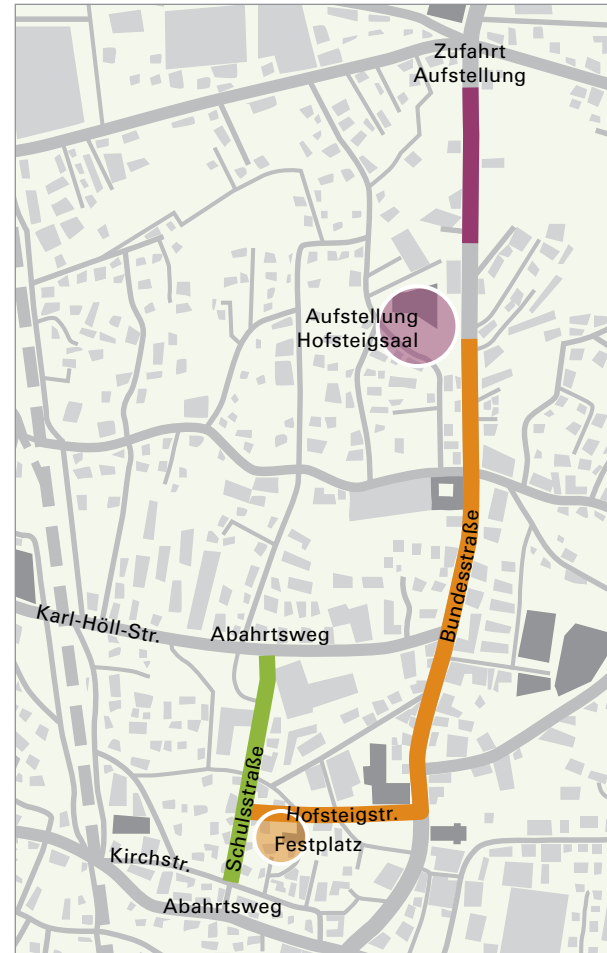 Zufahrt
Aufstellung
Aufstellung
Hofsteigsaal
Bundesstraße
Karl-Höll-Str.
Abahrtsweg
Schulsstraße
Hofsteigstr.
Festplatz
Kirchstr.
Abahrtsweg